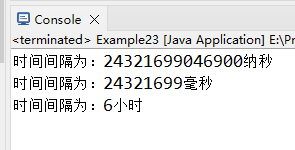 Console
<terminated> Example23 [Java Application] E:\Pr
时间间隔为：24321699046900纳秒
时间间隔为：24321699毫秒
时间间隔为：6小时